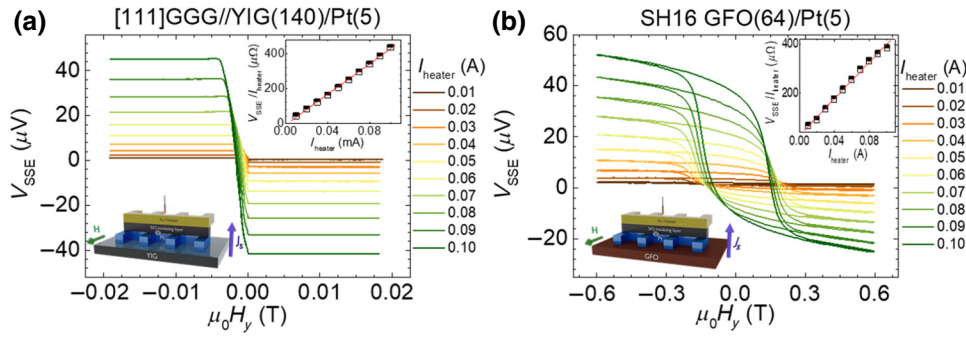 (a)
[111]GGG//YIG(140)/Pt(5)
V_SSE (μV)
40
20
0
−20
−40
−0.02
−0.01
0.00
0.01
0.02
μ₀H_y (T)
V_SSE/I_heater (μΩ)
400
200
0.00
0.04
0.08
I_heater (mA)
I_heater (A)
0.01
0.02
0.03
0.04
0.05
0.06
0.07
0.08
0.09
0.10
H
J_s
YIG
(b)
SH16 GFO(64)/Pt(5)
V_SSE (μV)
60
40
20
0
−20
−0.6
−0.3
0.0
0.3
0.6
μ₀H_y (T)
V_SSE/I_heater (μΩ)
400
200
0.00
0.04
0.08
I_heater (A)
I_heater (A)
0.01
0.02
0.03
0.04
0.05
0.06
0.07
0.08
0.09
0.10
H
J_s
GFO